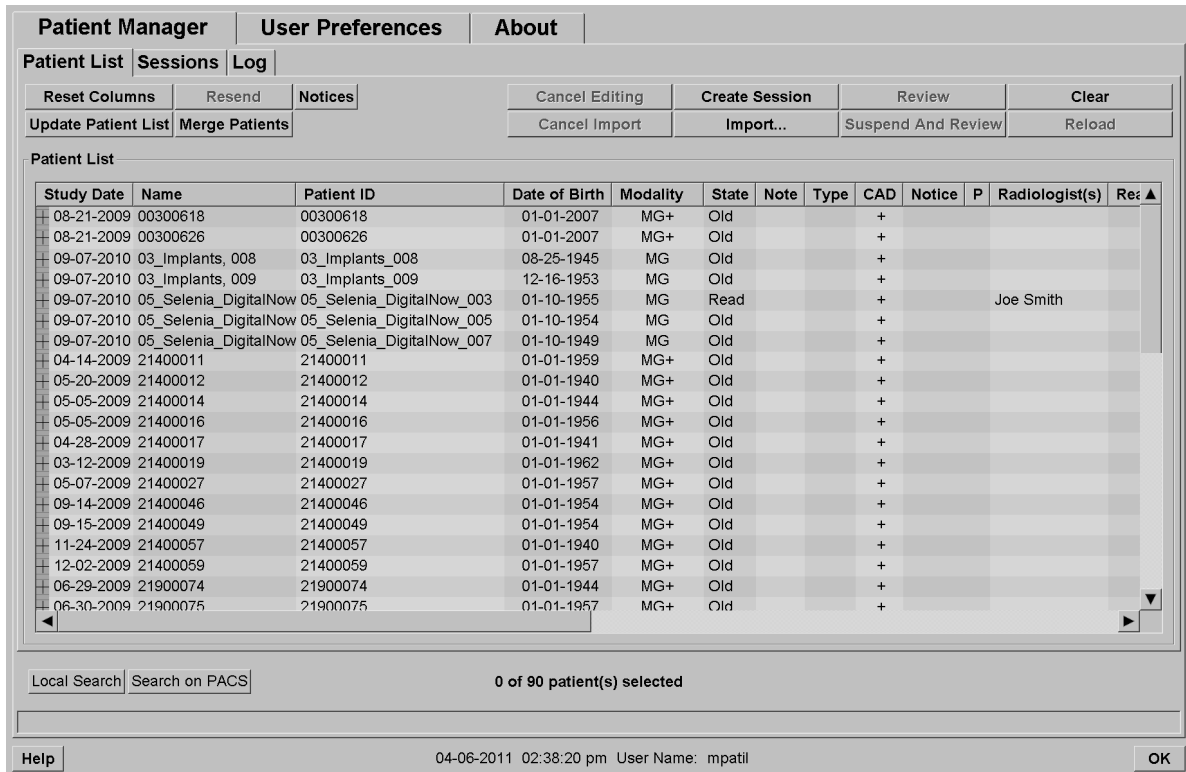 Patient Manager User Preferences About
Patient List Sessions Log
Reset Columns Resend Notices Cancel Editing Create Session Review Clear
Update Patient List Merge Patients Cancel Import Import... Suspend And Review Reload
Patient List
Study Date Name Patient ID Date of Birth Modality State Note Type CAD Notice P Radiologist(s)
08-21-2009 00300618 00300618 01-01-2007 MG+ Old +
08-21-2009 00300626 00300626 01-01-2007 MG+ Old +
09-07-2010 03_Implants, 008 03_Implants_008 08-25-1945 MG Old +
09-07-2010 03_Implants, 009 03_Implants_009 12-16-1953 MG Old +
09-07-2010 05_Selenia_DigitalNow 05_Selenia_DigitalNow_003 01-10-1955 MG Read + Joe Smith
09-07-2010 05_Selenia_DigitalNow 05_Selenia_DigitalNow_005 01-10-1954 MG Old +
09-07-2010 05_Selenia_DigitalNow 05_Selenia_DigitalNow_007 01-10-1949 MG Old +
04-14-2009 21400011 21400011 01-01-1959 MG+ Old +
05-20-2009 21400012 21400012 01-01-1940 MG+ Old +
05-05-2009 21400014 21400014 01-01-1944 MG+ Old +
05-05-2009 21400016 21400016 01-01-1956 MG+ Old +
04-28-2009 21400017 21400017 01-01-1941 MG+ Old +
03-12-2009 21400019 21400019 01-01-1962 MG+ Old +
05-07-2009 21400027 21400027 01-01-1957 MG+ Old +
09-14-2009 21400046 21400046 01-01-1954 MG+ Old +
09-15-2009 21400049 21400049 01-01-1954 MG+ Old +
11-24-2009 21400057 21400057 01-01-1940 MG+ Old +
12-02-2009 21400059 21400059 01-01-1957 MG+ Old +
06-29-2009 21900074 21900074 01-01-1944 MG+ Old +
06-30-2009 21900075 21900075 01-01-1957 MG+ Old +
Local Search Search on PACS 0 of 90 patient(s) selected
Help 04-06-2011 02:38:20 pm User Name: mpatil OK